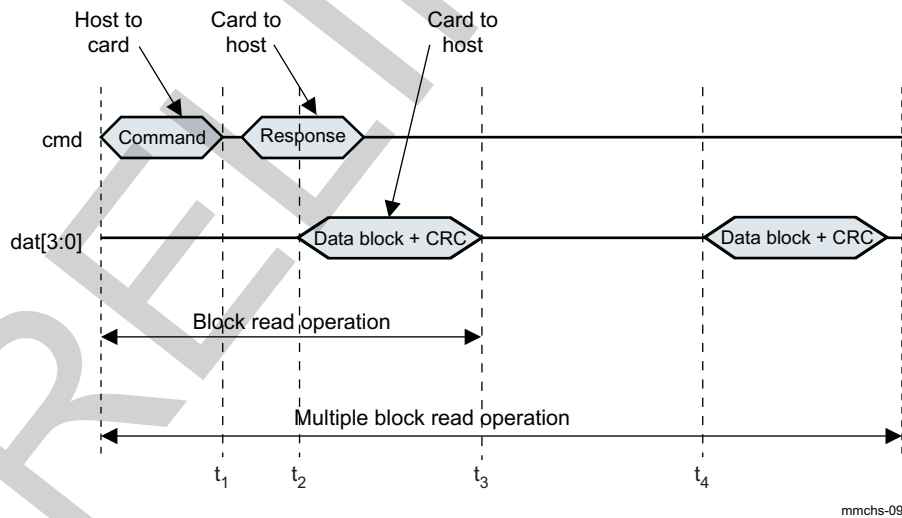 Host to
card
Card to
host
Card to
host
cmd
Command
Response
dat[3:0]
Data block + CRC
Data block + CRC
Block read operation
Multiple block read operation
t1
t2
t3
t4
mmchs-09